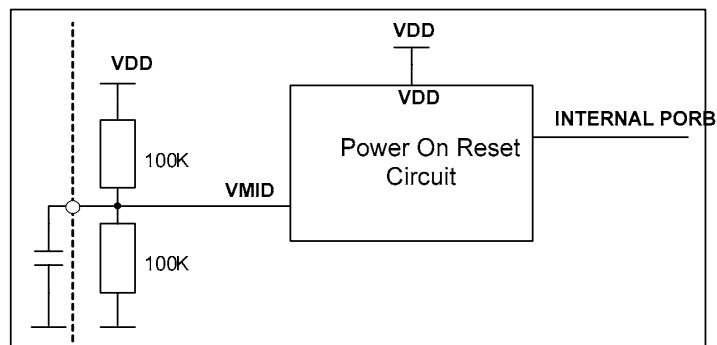 VDD
VDD
VDD
INTERNAL PORB
Power On Reset
Circuit
100K
VMID
100K